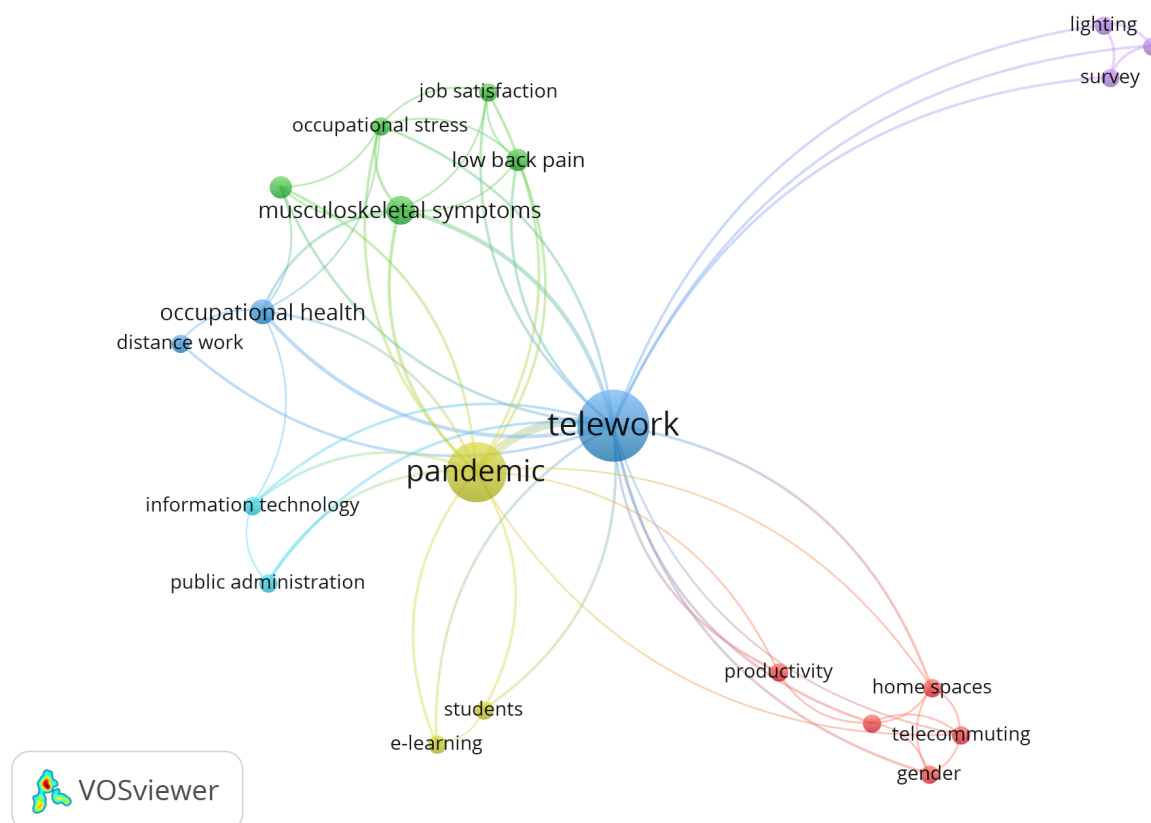 lighting
survey
job satisfaction
occupational stress
low back pain
musculoskeletal symptoms
occupational health
distance work
telework
pandemic
information technology
public administration
productivity
home spaces
students
telecommuting
e-learning
gender
VOSviewer